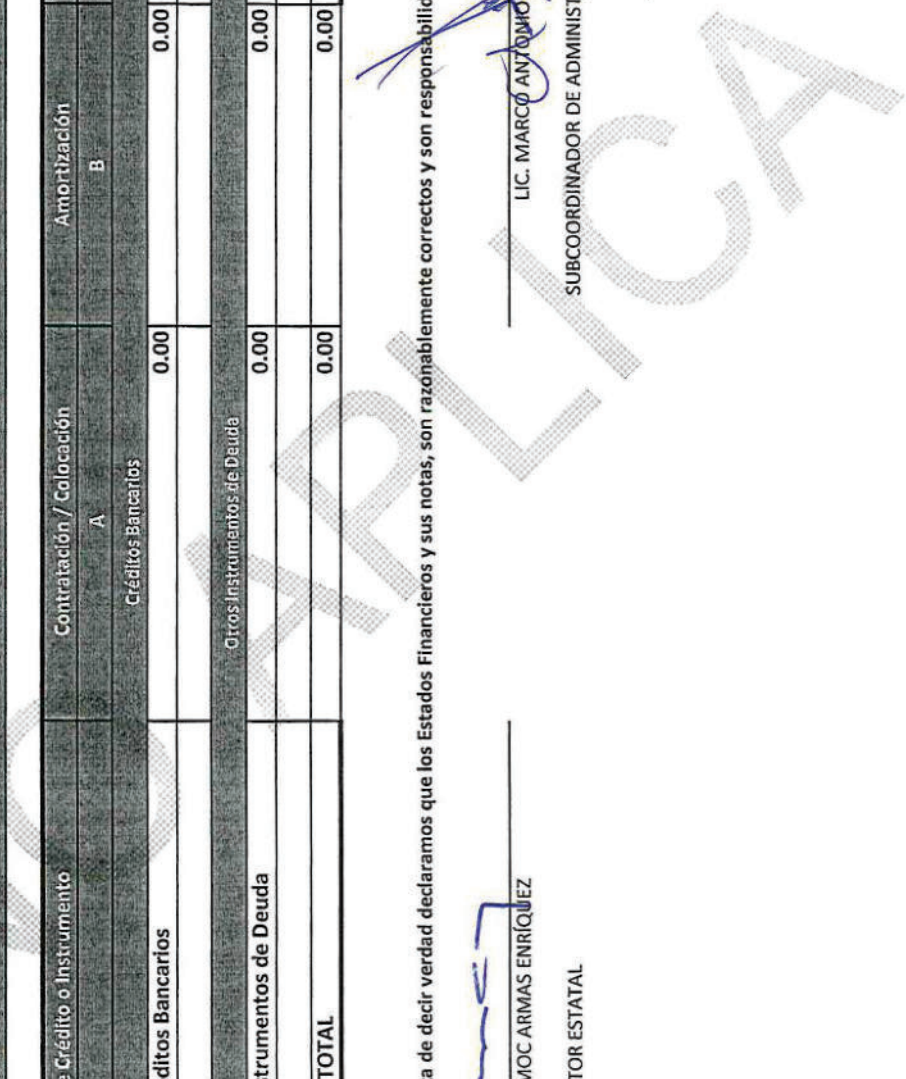 Crédito o Instrumento Contratación / Colocación Amortización
A B
Créditos Bancarios
ditos Bancarios 0.00 0.00
Otros Instrumentos de Deuda
trumentos de Deuda 0.00 0.00
TOTAL 0.00 0.00
a de decir verdad declaramos que los Estados Financieros y sus notas, son razonablemente correctos y son responsabilid
MOC ARMAS ENRÍQUEZ LIC. MARCO ANTONIO
TOR ESTATAL SUBCOORDINADOR DE ADMINIST
APLICA